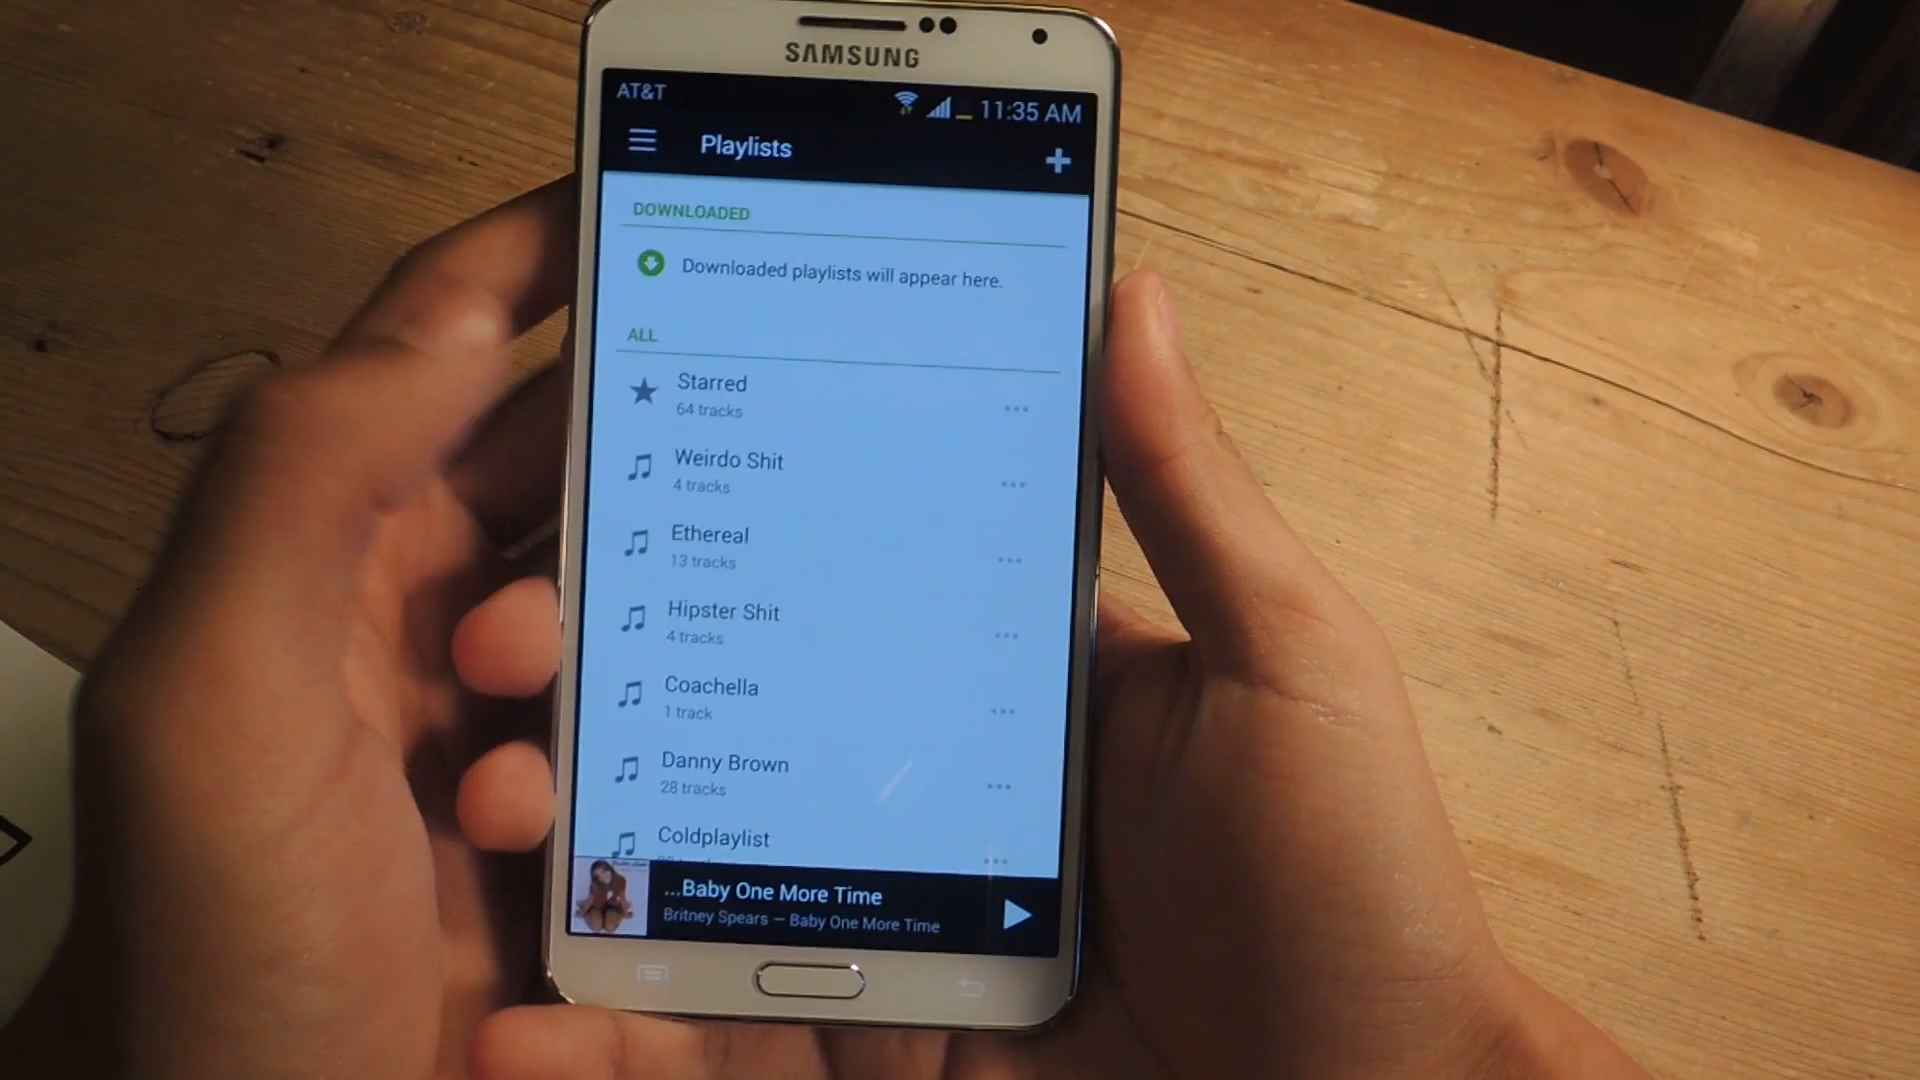 SAMSUNG
AT&T
11:35 AM
Playlists
DOWNLOADED
Downloaded playlists will appear here.
ALL
Starred
64 tracks
Weirdo Shit
4 tracks
Ethereal
13 tracks
Hipster Shit
4 tracks
Coachella
1 track
Danny Brown
28 tracks
Coldplaylist
...Baby One More Time
Britney Spears — Baby One More Time